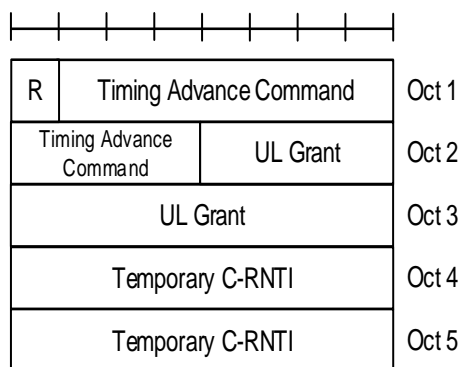 R Timing Advance Command Oct 1
Timing Advance
Command UL Grant Oct 2
UL Grant Oct 3
Temporary C-RNTI Oct 4
Temporary C-RNTI Oct 5